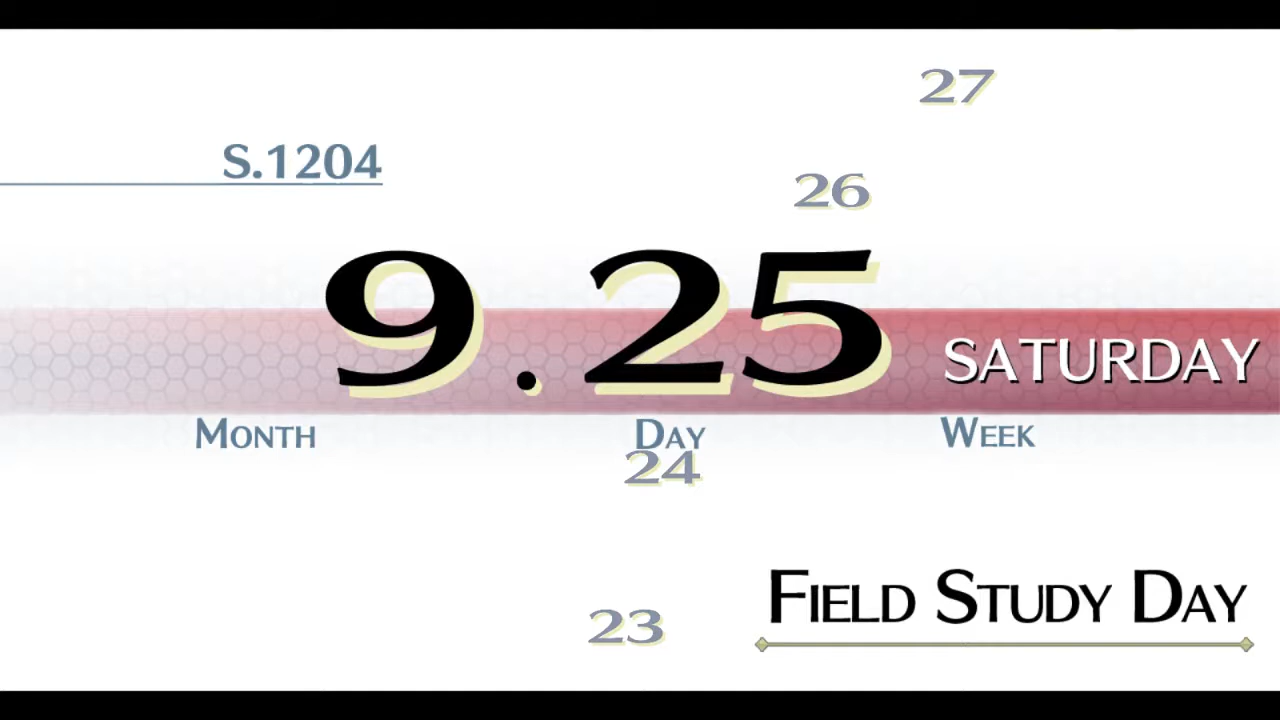 27
S.1204
26
9.25 SATURDAY
Month Day Week
24
Field Study Day
23